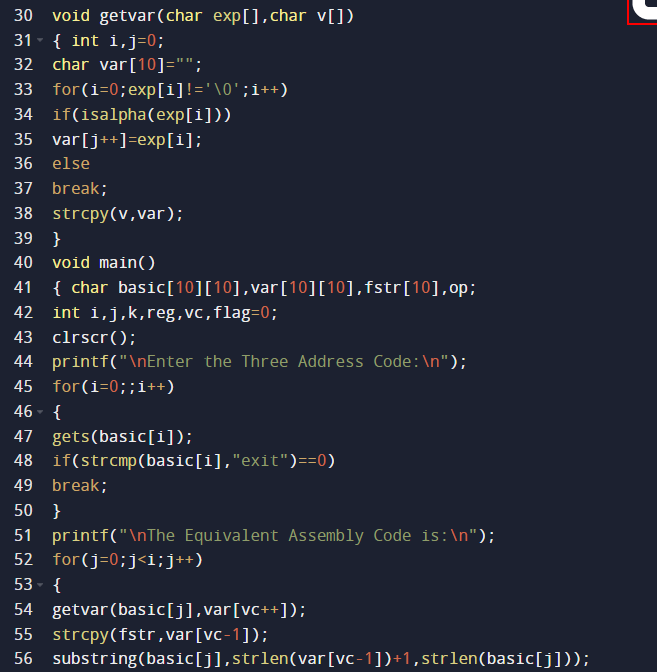 30 void getvar(char exp[],char v[])
31 { int i,j=0;
32 char var[10]="";
33 for(i=0;exp[i]!='\0';i++)
34 if(isalpha(exp[i]))
35 var[j++]=exp[i];
36 else
37 break;
38 strcpy(v,var);
39 }
40 void main()
41 { char basic[10][10],var[10][10],fstr[10],op;
42 int i,j,k,reg,vc,flag=0;
43 clrscr();
44 printf("\nEnter the Three Address Code:\n");
45 for(i=0;;i++)
46 {
47 gets(basic[i]);
48 if(strcmp(basic[i],"exit")==0)
49 break;
50 }
51 printf("\nThe Equivalent Assembly Code is:\n");
52 for(j=0;j<i;j++)
53 {
54 getvar(basic[j],var[vc++]);
55 strcpy(fstr,var[vc-1]);
56 substring(basic[j],strlen(var[vc-1])+1,strlen(basic[j]));